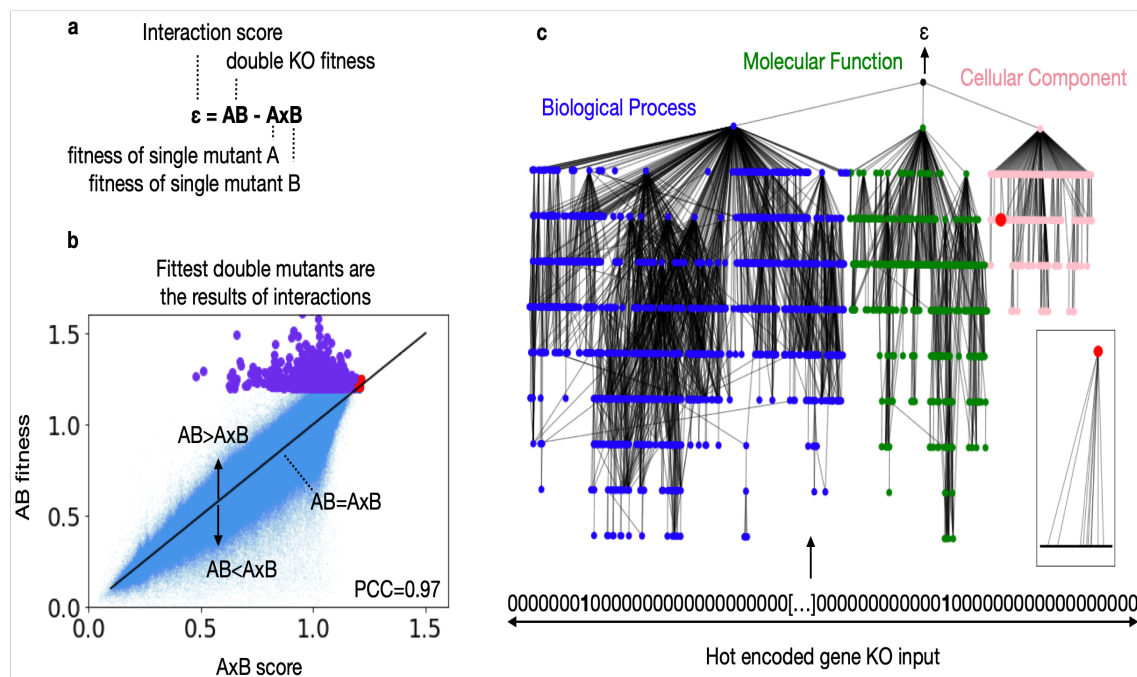 a
Interaction score
double KO fitness
ε = AB - AxB
fitness of single mutant A
fitness of single mutant B
b
Fittest double mutants are
the results of interactions
1.5
1.0
0.5
0.0
AB fitness
AB>AxB
AB=AxB
AB<AxB
PCC=0.97
0.0 0.5 1.0 1.5
AxB score
c
ε
Molecular Function
Cellular Component
Biological Process
000000010000000000000000000[...]000000000000010000000000000000000
Hot encoded gene KO input